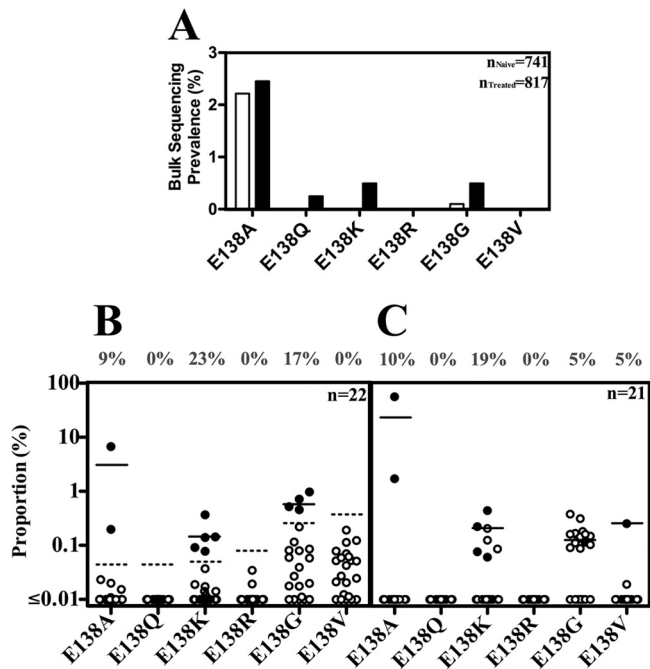 A
n Naive=741
n Treated=817
Bulk Sequencing
Prevalence (%)
3
2
1
0
E138A
E138Q
E138K
E138R
E138G
E138V
B
9% 0% 23% 0% 17% 0%
n=22
Proportion (%)
100
10
1
0.1
≤0.01
E138A
E138Q
E138K
E138R
E138G
E138V
C
10% 0% 19% 0% 5% 5%
n=21
E138A
E138Q
E138K
E138R
E138G
E138V